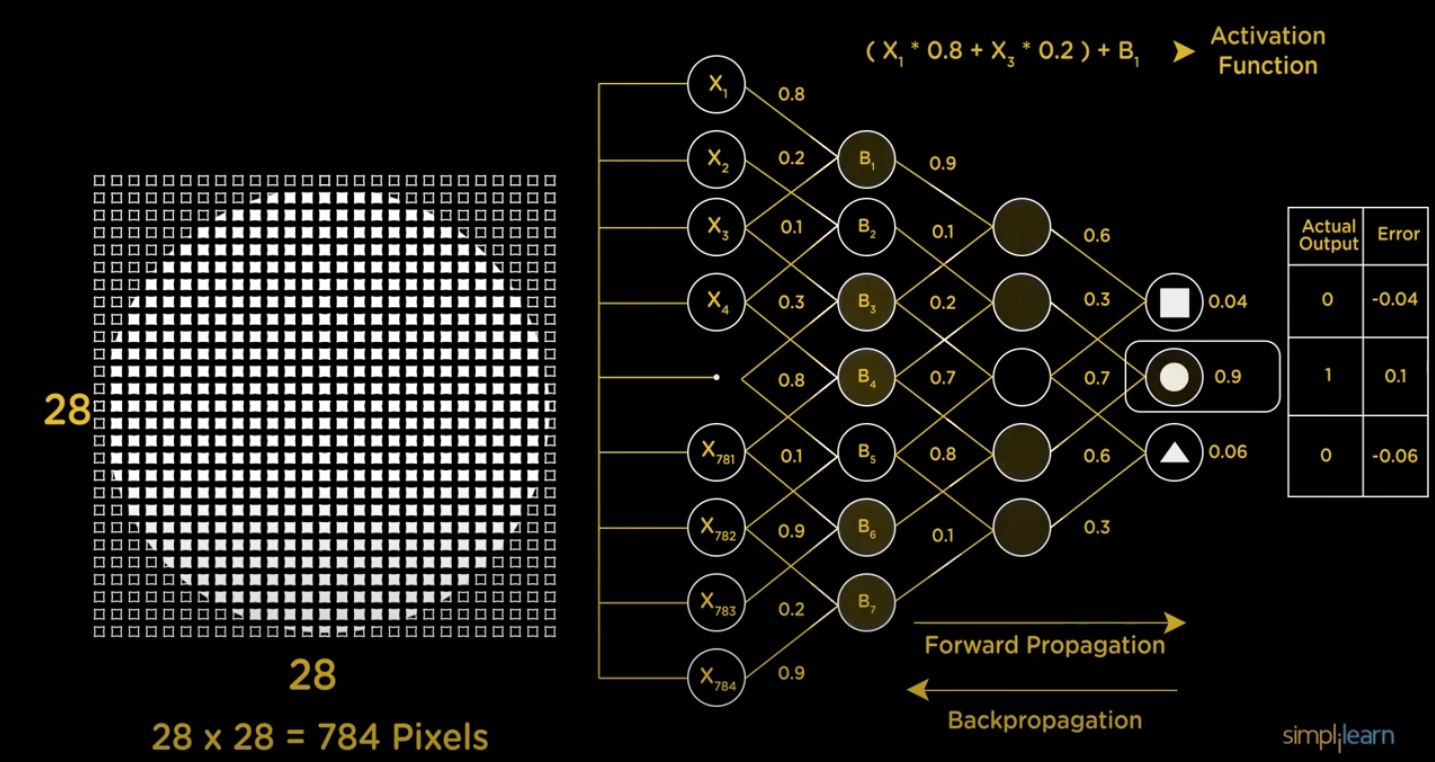 ( X₁ * 0.8 + X₃ * 0.2 ) + B₁
Activation
Function
28
28
28 x 28 = 784 Pixels
X₁
X₂
X₃
X₄
X₇₈₁
X₇₈₂
X₇₈₃
X₇₈₄
0.8
0.2
0.1
0.3
0.8
0.1
0.9
0.2
0.9
B₁
B₂
B₃
B₄
B₅
B₆
B₇
0.9
0.1
0.2
0.7
0.8
0.1
0.6
0.3
0.7
0.6
0.3
0.04
0.9
0.06
Actual Output Error
0 -0.04
1 0.1
0 -0.06
Forward Propagation
Backpropagation
simplilearn